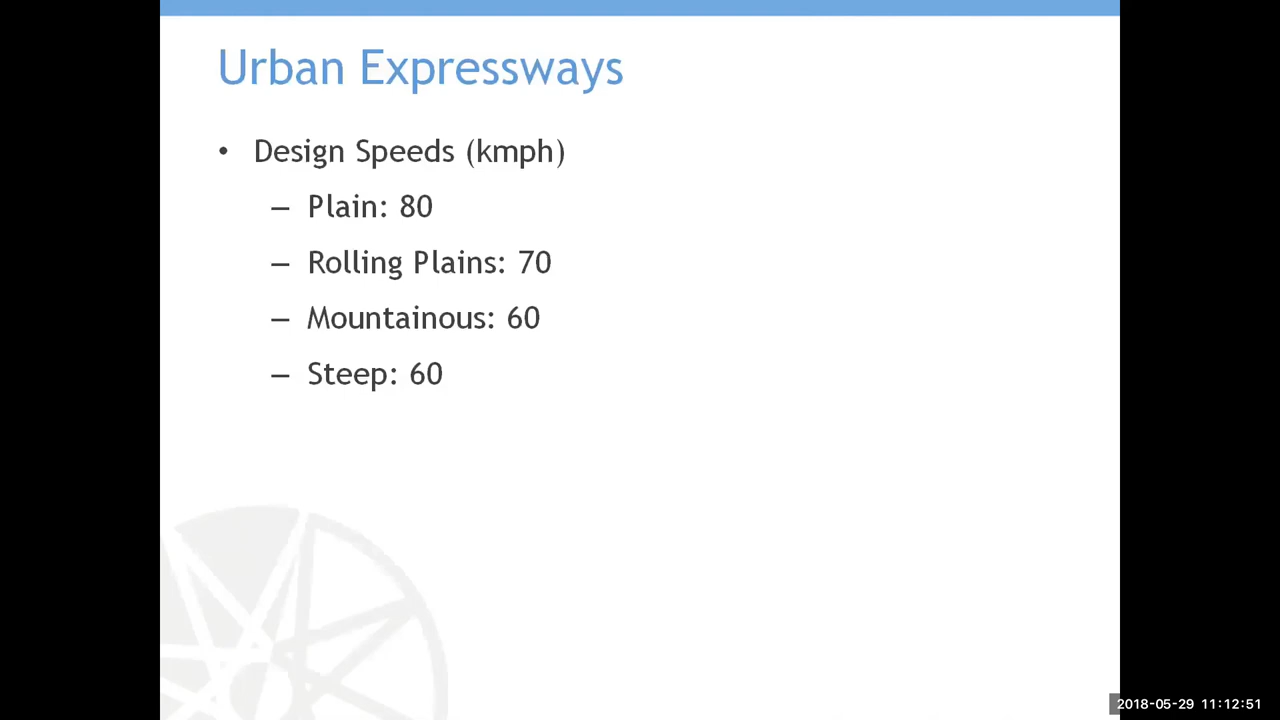 Urban Expressways
• Design Speeds (kmph)
– Plain: 80
– Rolling Plains: 70
– Mountainous: 60
– Steep: 60
2018-05-29 11:12:51